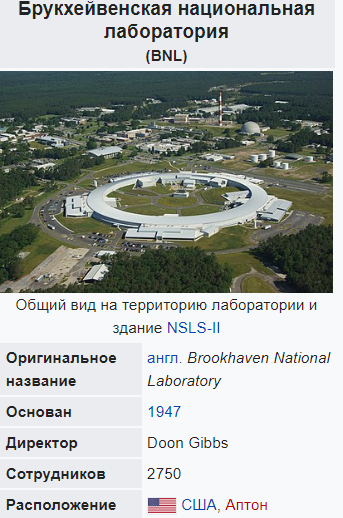 Брукхейвенская национальная
лаборатория
(BNL)
Общий вид на территорию лаборатории и
здание NSLS-II
Оригинальное англ. Brookhaven National
название Laboratory
Основан 1947
Директор Doon Gibbs
Сотрудников 2750
Расположение США, Аптон